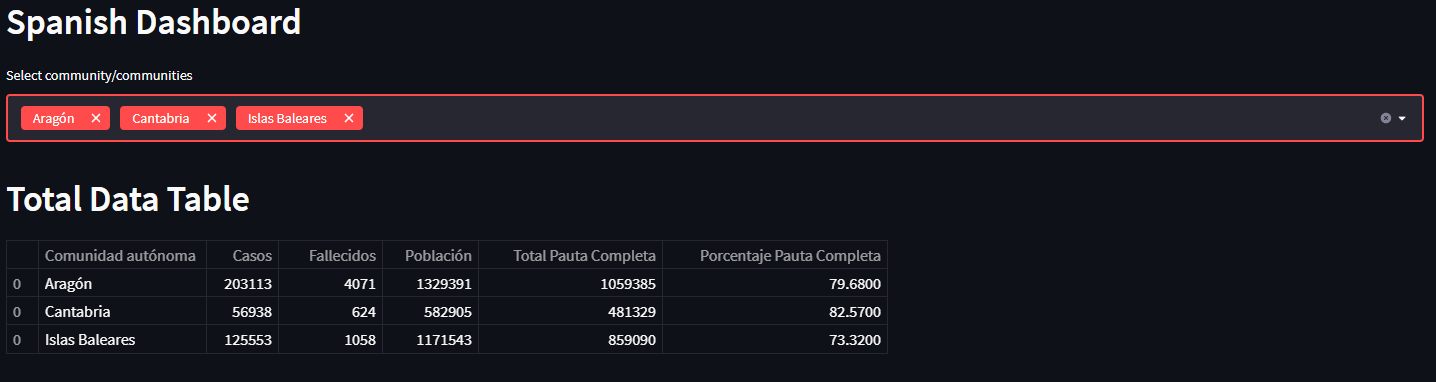 Spanish Dashboard
Select community/communities
Aragón Cantabria Islas Baleares
Total Data Table
Comunidad autónoma Casos Fallecidos Población Total Pauta Completa Porcentaje Pauta Completa
0 Aragón 203113 4071 1329391 1059385 79.6800
0 Cantabria 56938 624 582905 481329 82.5700
0 Islas Baleares 125553 1058 1171543 859090 73.3200